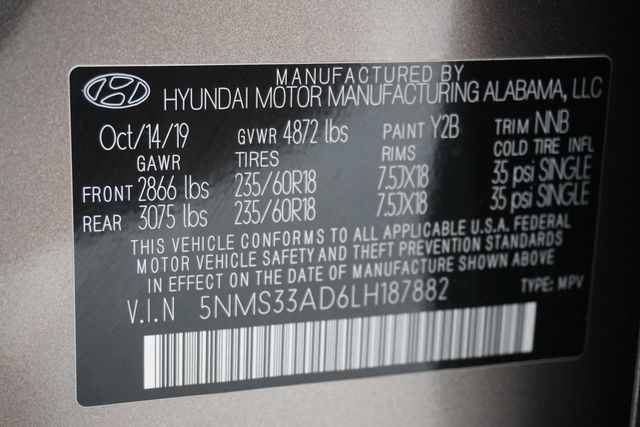 MANUFACTURED BY
HYUNDAI MOTOR MANUFACTURING ALABAMA, LLC
Oct/14/19 GVWR 4872 lbs PAINT Y2B TRIM NNB
GAWR TIRES RIMS COLD TIRE INFL
FRONT 2866 lbs 235/60R18 7.5JX18 35 psi SINGLE
REAR 3075 lbs 235/60R18 7.5JX18 35 psi SINGLE
THIS VEHICLE CONFORMS TO ALL APPLICABLE U.S.A. FEDERAL
MOTOR VEHICLE SAFETY AND THEFT PREVENTION STANDARDS
IN EFFECT ON THE DATE OF MANUFACTURE SHOWN ABOVE
V.I.N 5NMS33AD6LH187882 TYPE: MPV